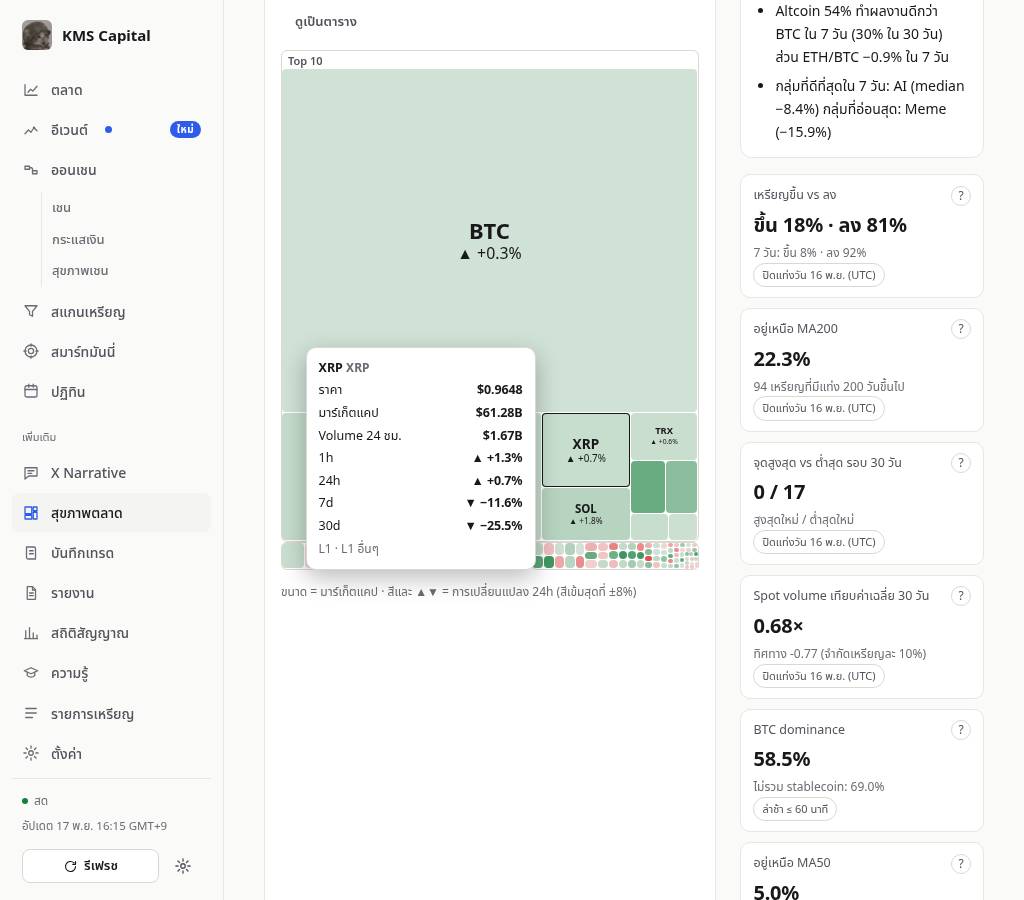 KMS Capital
ตลาด
อีเวนต์
ใหม่
ออนเชน
เชน
กระแสเงิน
สุขภาพเชน
สแกนเหรียญ
สมาร์ทมันนี่
ปฏิทิน
เพิ่มเติม
X Narrative
สุขภาพตลาด
บันทึกเทรด
รายงาน
สถิติสัญญาณ
ความรู้
รายการเหรียญ
ตั้งค่า
สด
อัปเดต 17 พ.ย. 16:15 GMT+9
รีเฟรช
ดูเป็นตาราง
Top 10
BTC
▲ +0.3%
XRP XRP
ราคา $0.9648
มาร์เก็ตแคป $61.28B
Volume 24 ชม. $1.67B
1h ▲ +1.3%
24h ▲ +0.7%
7d ▼ −11.6%
30d ▼ −25.5%
L1 · L1 อื่นๆ
XRP
▲ +0.7%
TRX
▲ +0.6%
SOL
▲ +1.8%
ขนาด = มาร์เก็ตแคป · สีและ ▲▼ = การเปลี่ยนแปลง 24h (สีเข้มสุดที่ ±8%)
• Altcoin 54% ทำผลงานดีกว่า
BTC ใน 7 วัน (30% ใน 30 วัน)
ส่วน ETH/BTC −0.9% ใน 7 วัน
• กลุ่มที่ดีที่สุดใน 7 วัน: AI (median
−8.4%) กลุ่มที่อ่อนสุด: Meme
(−15.9%)
เหรียญขึ้น vs ลง ?
ขึ้น 18% · ลง 81%
7 วัน: ขึ้น 8% · ลง 92%
ปิดแท่งวัน 16 พ.ย. (UTC)
อยู่เหนือ MA200 ?
22.3%
94 เหรียญที่มีแท่ง 200 วันขึ้นไป
ปิดแท่งวัน 16 พ.ย. (UTC)
จุดสูงสุด vs ต่ำสุด รอบ 30 วัน ?
0 / 17
สูงสุดใหม่ / ต่ำสุดใหม่
ปิดแท่งวัน 16 พ.ย. (UTC)
Spot volume เทียบค่าเฉลี่ย 30 วัน ?
0.68×
ทิศทาง -0.77 (จำกัดเหรียญละ 10%)
ปิดแท่งวัน 16 พ.ย. (UTC)
BTC dominance ?
58.5%
ไม่รวม stablecoin: 69.0%
ล่าช้า ≤ 60 นาที
อยู่เหนือ MA50 ?
5.0%